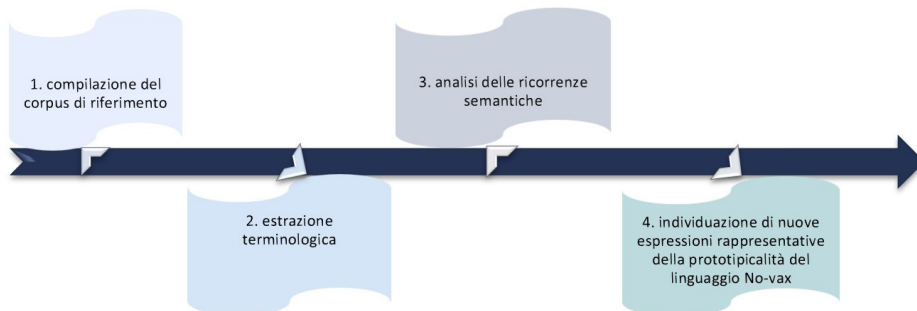 1. compilazione del
corpus di riferimento
2. estrazione
terminologica
3. analisi delle ricorrenze
semantiche
4. individuazione di nuove
espressioni rappresentative
della prototipicalità del
linguaggio No-vax